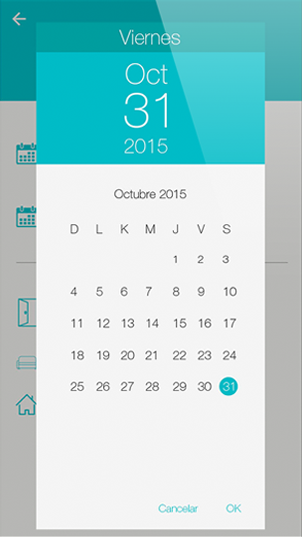 Viernes
Oct
31
2015
Octubre 2015
D L K M J V S
1 2 3
4 5 6 7 8 9 10
11 12 13 14 15 16 17
18 19 20 21 22 23 24
25 26 27 28 29 30 31
Cancelar OK